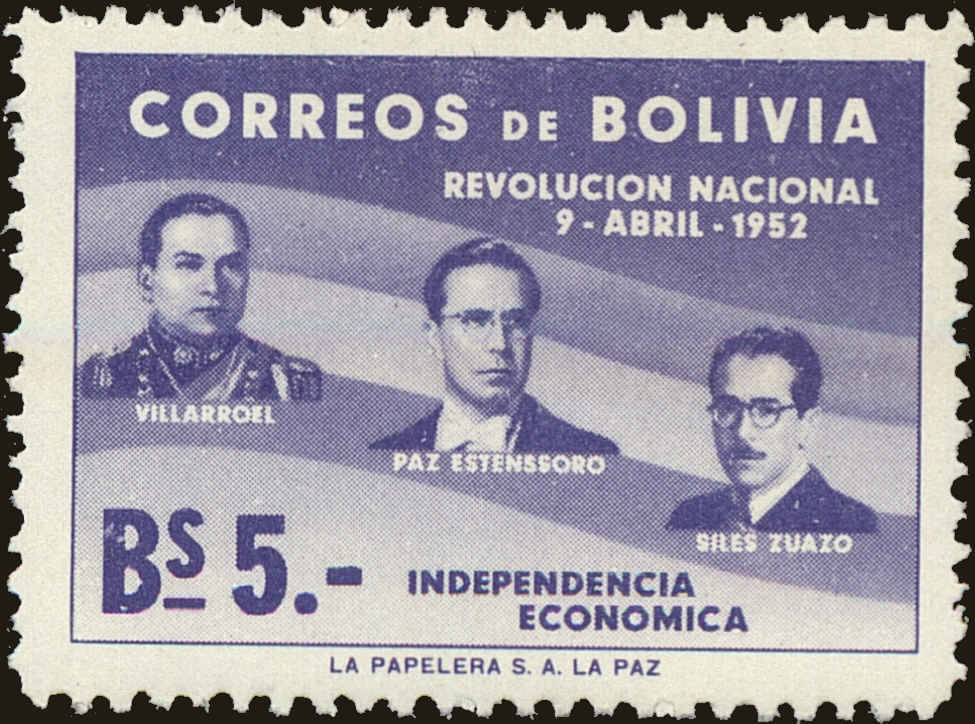 CORREOS DE BOLIVIA
REVOLUCION NACIONAL
9 - ABRIL - 1952
VILLARROEL
PAZ ESTENSSORO
SILES ZUAZO
Bs 5.-
INDEPENDENCIA
ECONOMICA
LA PAPELERA S. A. LA PAZ